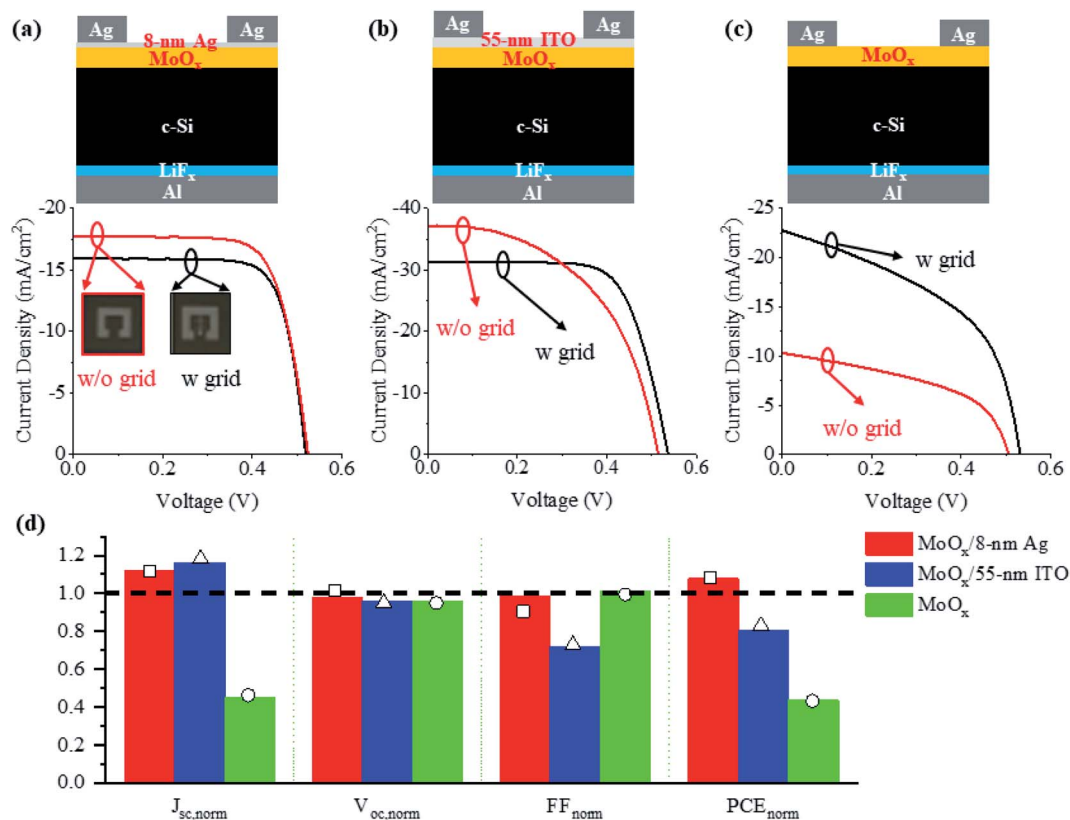 (a)
Ag
Ag
8-nm Ag
MoOₓ
c-Si
LiFₓ
Al
-20
-15
-10
-5
0
Current Density (mA/cm²)
w/o grid
w grid
0.0 0.2 0.4 0.6
Voltage (V)
(b)
Ag
Ag
55-nm ITO
MoOₓ
c-Si
LiFₓ
Al
-40
-30
-20
-10
0
Current Density (mA/cm²)
w/o grid
w grid
0.0 0.2 0.4 0.6
Voltage (V)
(c)
Ag
Ag
MoOₓ
c-Si
LiFₓ
Al
-25
-20
-15
-10
-5
0
Current Density (mA/cm²)
w grid
w/o grid
0.0 0.2 0.4 0.6
Voltage (V)
(d)
1.2
1.0
0.8
0.6
0.4
0.2
0.0
J_sc,norm
V_oc,norm
FF_norm
PCE_norm
MoOₓ/8-nm Ag
MoOₓ/55-nm ITO
MoOₓ